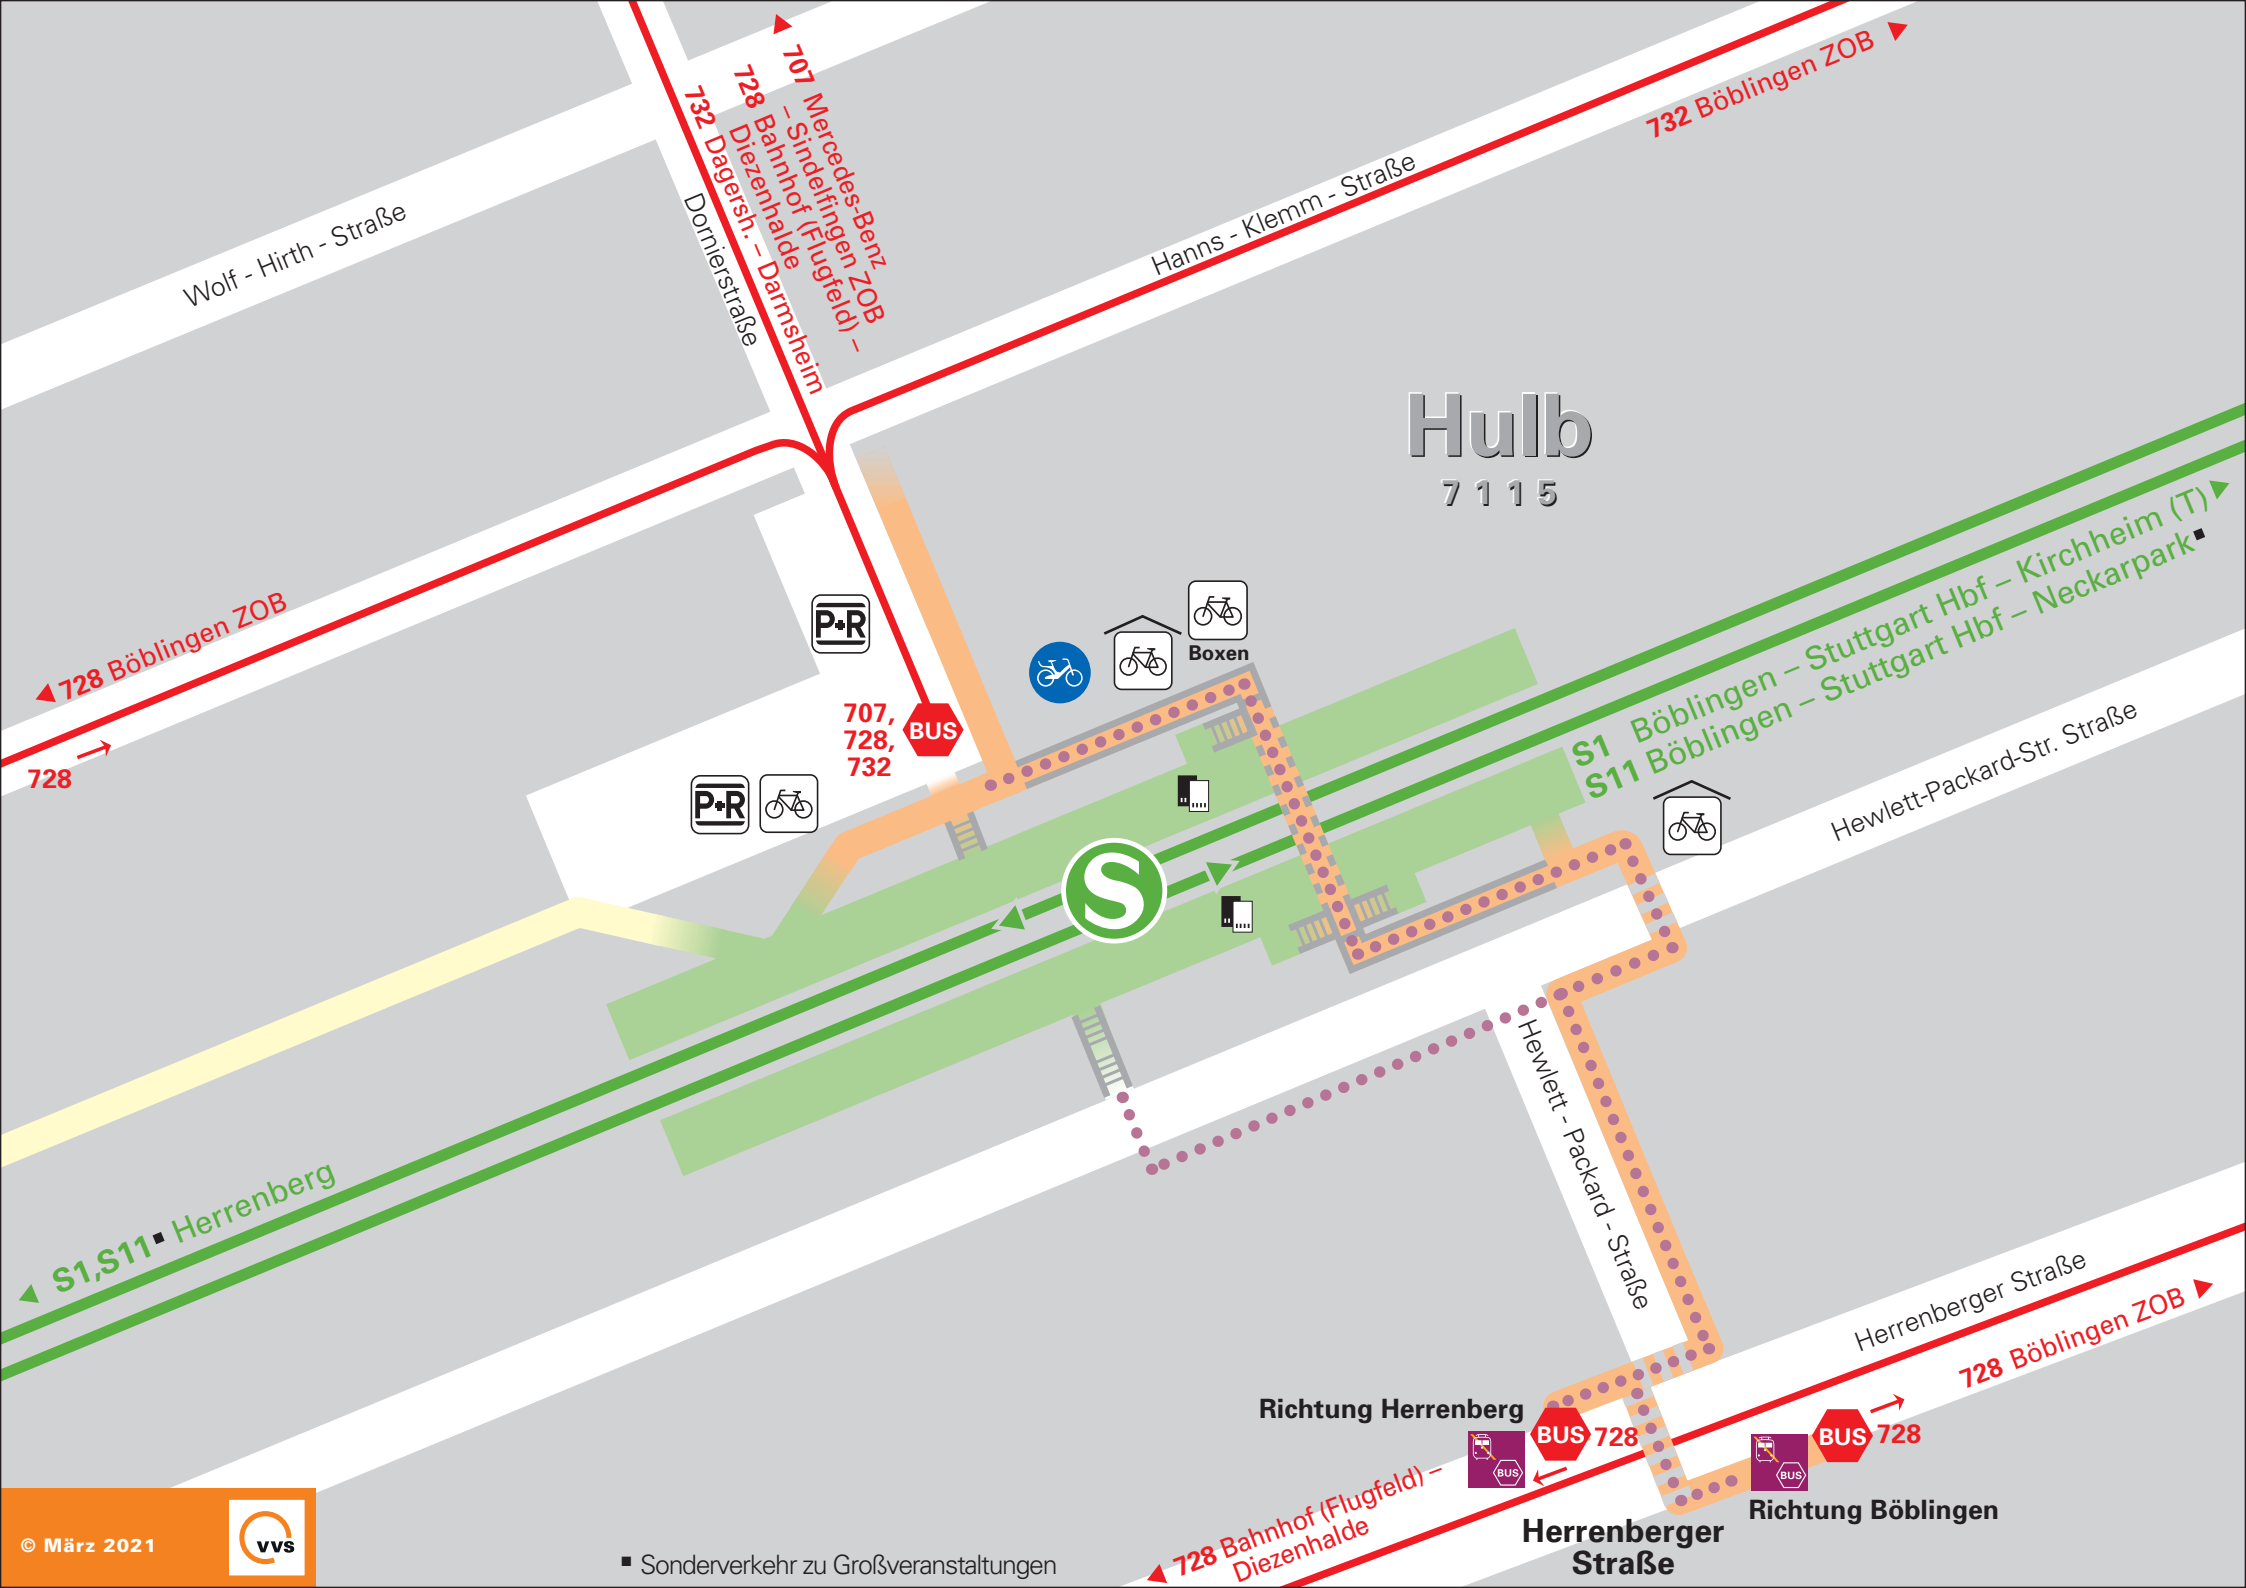 707 Mercedes-Benz
– Sindelfingen ZOB
728 Bahnhof (Flugfeld) –
Diezenhalde
732 Dagersh. – Darmsheim
Dornierstraße
Wolf - Hirth - Straße
732 Böblingen ZOB
Hanns - Klemm - Straße
Hulb
7115
728 Böblingen ZOB
728
P+R
707,
728,
732
BUS
Boxen
P+R
S
S1 Böblingen – Stuttgart Hbf – Kirchheim (T)
S11 Böblingen – Stuttgart Hbf – Neckarpark▪
Hewlett-Packard-Str. Straße
Hewlett - Packard - Straße
S1,S11▪ Herrenberg
Herrenberger Straße
728 Böblingen ZOB
Richtung Herrenberg
BUS 728
BUS
BUS 728
BUS
Richtung Böblingen
728 Bahnhof (Flugfeld) –
Diezenhalde
Herrenberger
Straße
© März 2021
vvs
▪ Sonderverkehr zu Großveranstaltungen